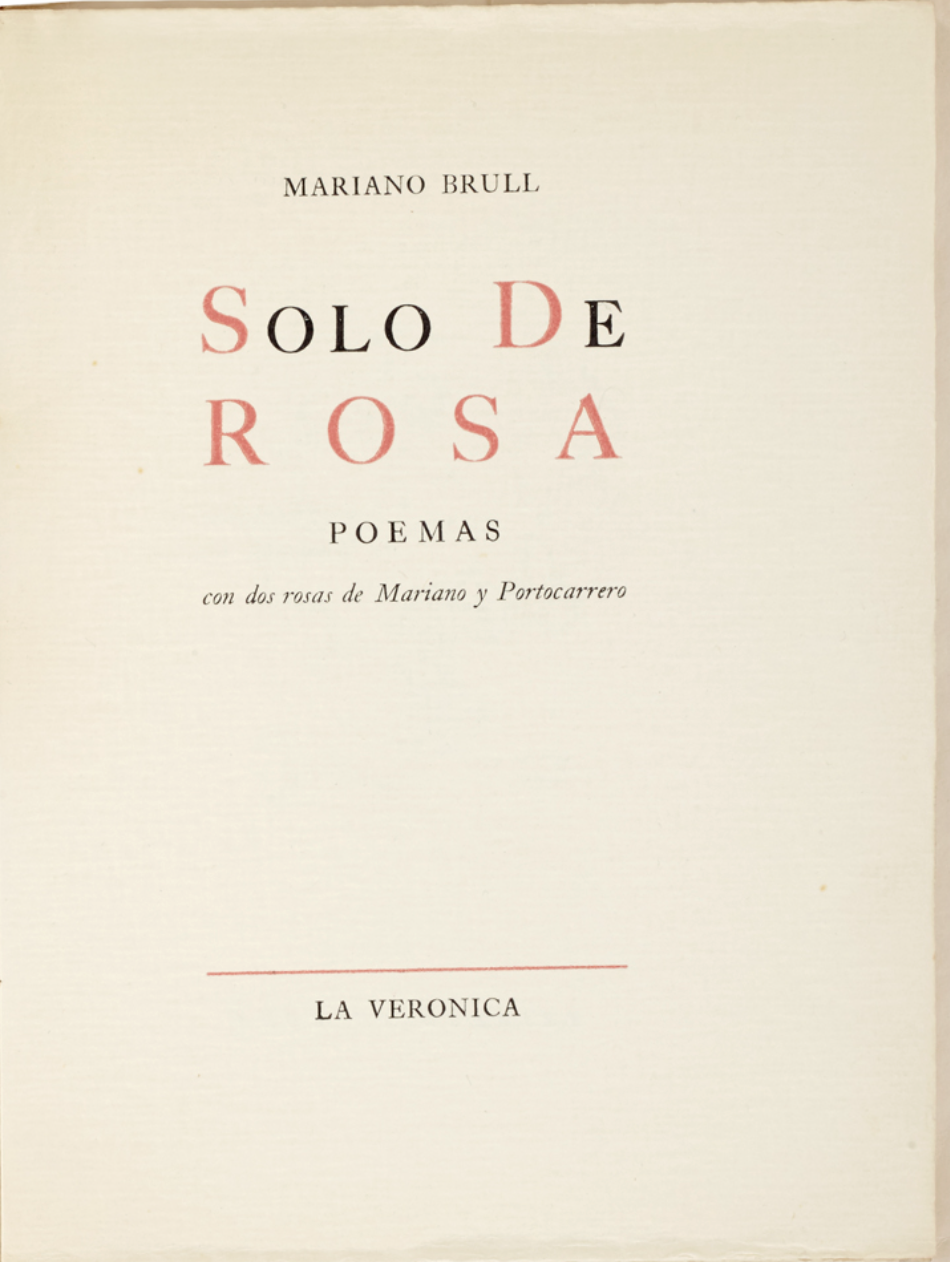 MARIANO BRULL
SOLO DE
ROSA
POEMAS
con dos rosas de Mariano y Portocarrero
LA VERONICA